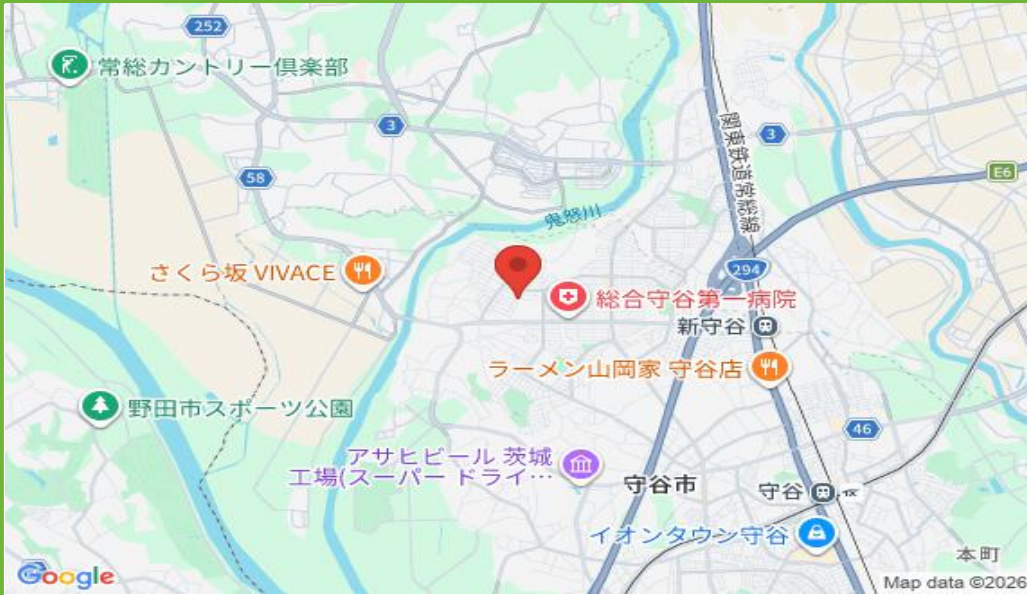 252
常総カントリー倶楽部
3
3
関東鉄道常総線
58
E6
鬼怒川
さくら坂 VIVACE
294
総合守谷第一病院
新守谷
ラーメン山岡家 守谷店
野田市スポーツ公園
46
アサヒビール 茨城
工場(スーパー ドライ…
守谷市
守谷
イオンタウン守谷
本町
Google
Map data ©2026